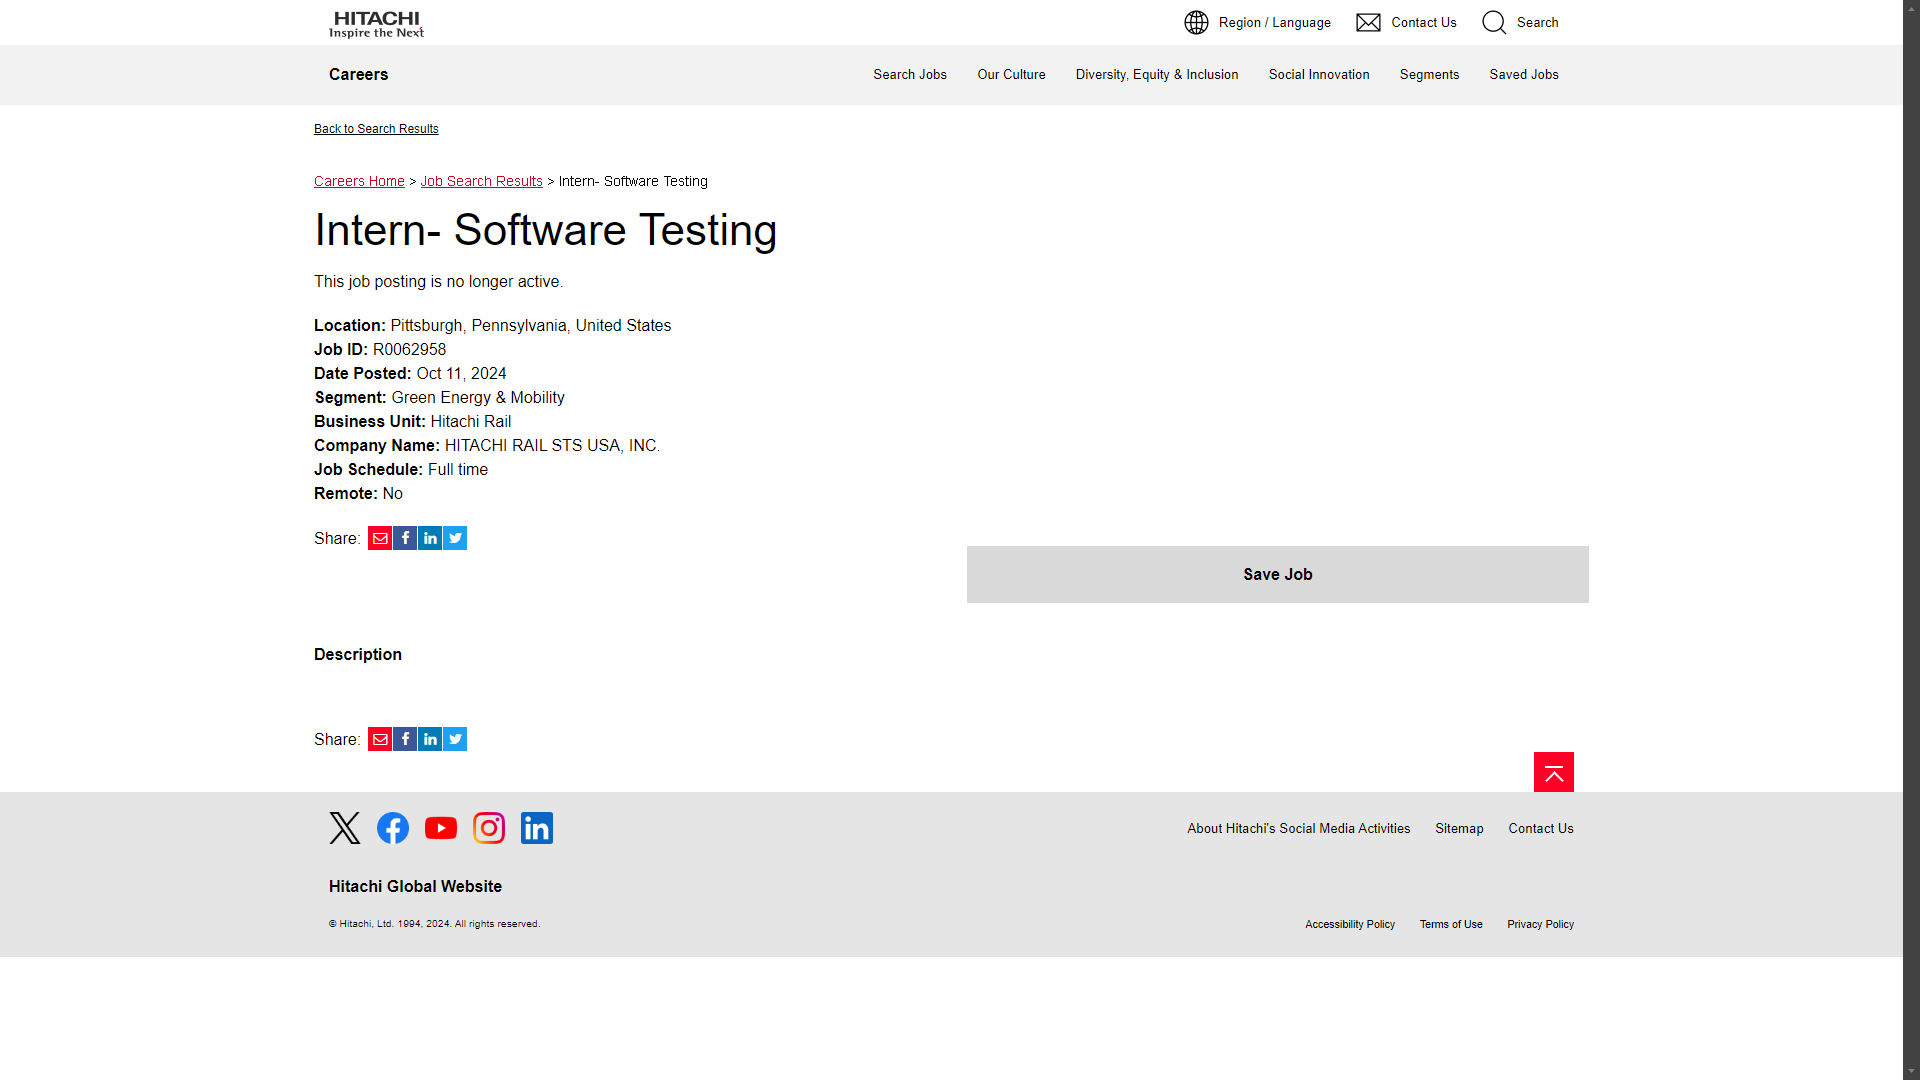 HITACHI
Inspire the Next
Region / Language
Contact Us
Search
Careers
Search Jobs
Our Culture
Diversity, Equity & Inclusion
Social Innovation
Segments
Saved Jobs
Back to Search Results
Careers Home > Job Search Results > Intern- Software Testing
Intern- Software Testing
This job posting is no longer active.
Location: Pittsburgh, Pennsylvania, United States
Job ID: R0062958
Date Posted: Oct 11, 2024
Segment: Green Energy & Mobility
Business Unit: Hitachi Rail
Company Name: HITACHI RAIL STS USA, INC.
Job Schedule: Full time
Remote: No
Share:
Save Job
Description
Share:
About Hitachi's Social Media Activities
Sitemap
Contact Us
Hitachi Global Website
© Hitachi, Ltd. 1994, 2024. All rights reserved.
Accessibility Policy
Terms of Use
Privacy Policy